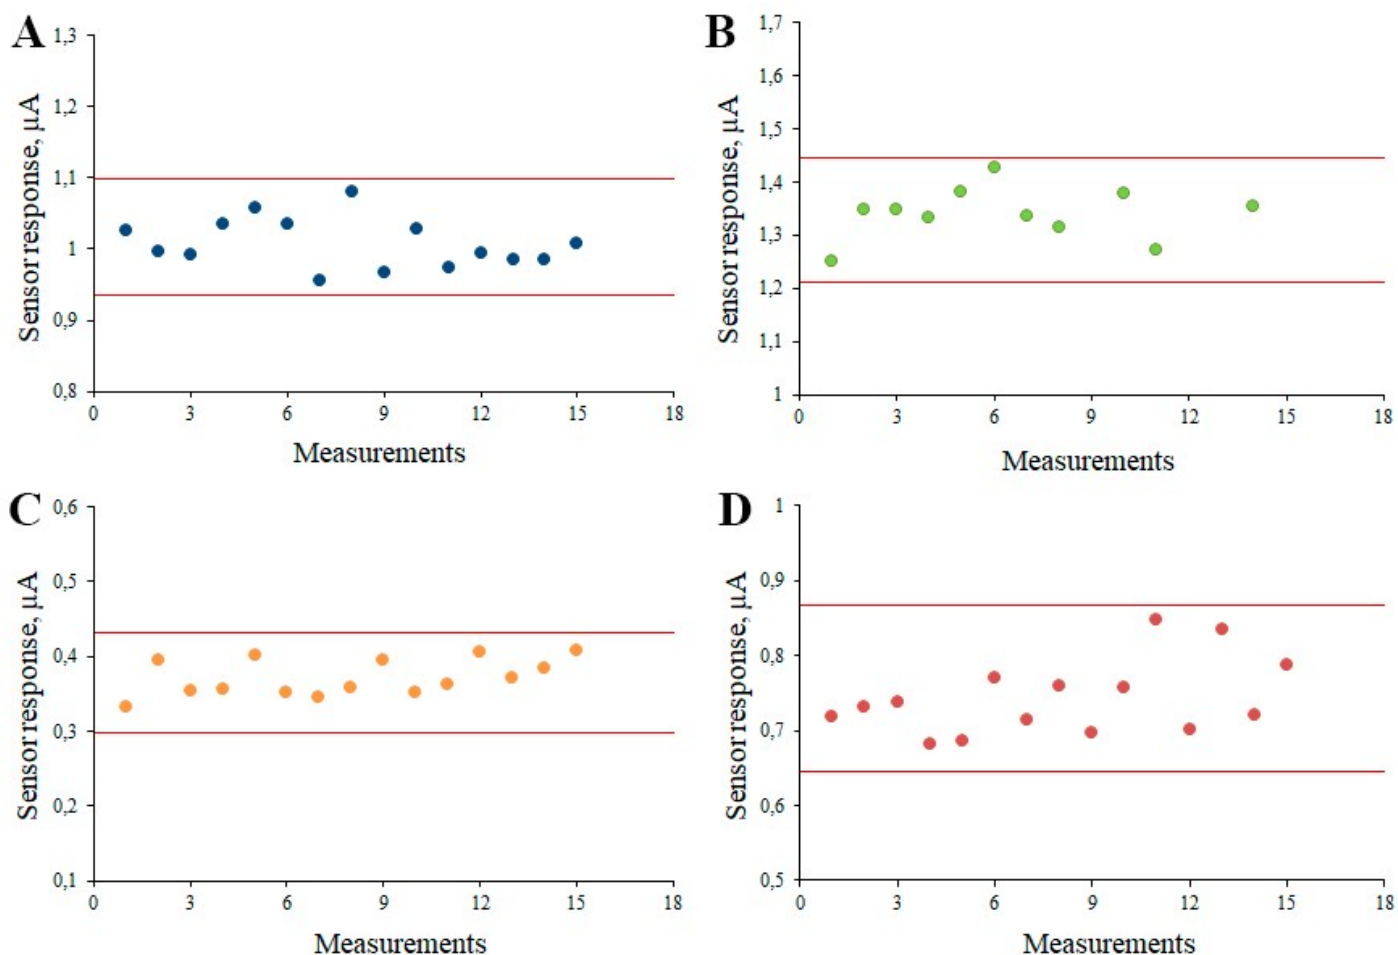 A
1,3
1,2
1,1
1
0,9
0,8
0 3 6 9 12 15 18
Sensor response, µA
Measurements
B
1,7
1,6
1,5
1,4
1,3
1,2
1,1
1
0 3 6 9 12 15 18
Sensor response, µA
Measurements
C
0,6
0,5
0,4
0,3
0,2
0,1
0 3 6 9 12 15 18
Sensor response, µA
Measurements
D
1
0,9
0,8
0,7
0,6
0,5
0 3 6 9 12 15 18
Sensor response, µA
Measurements